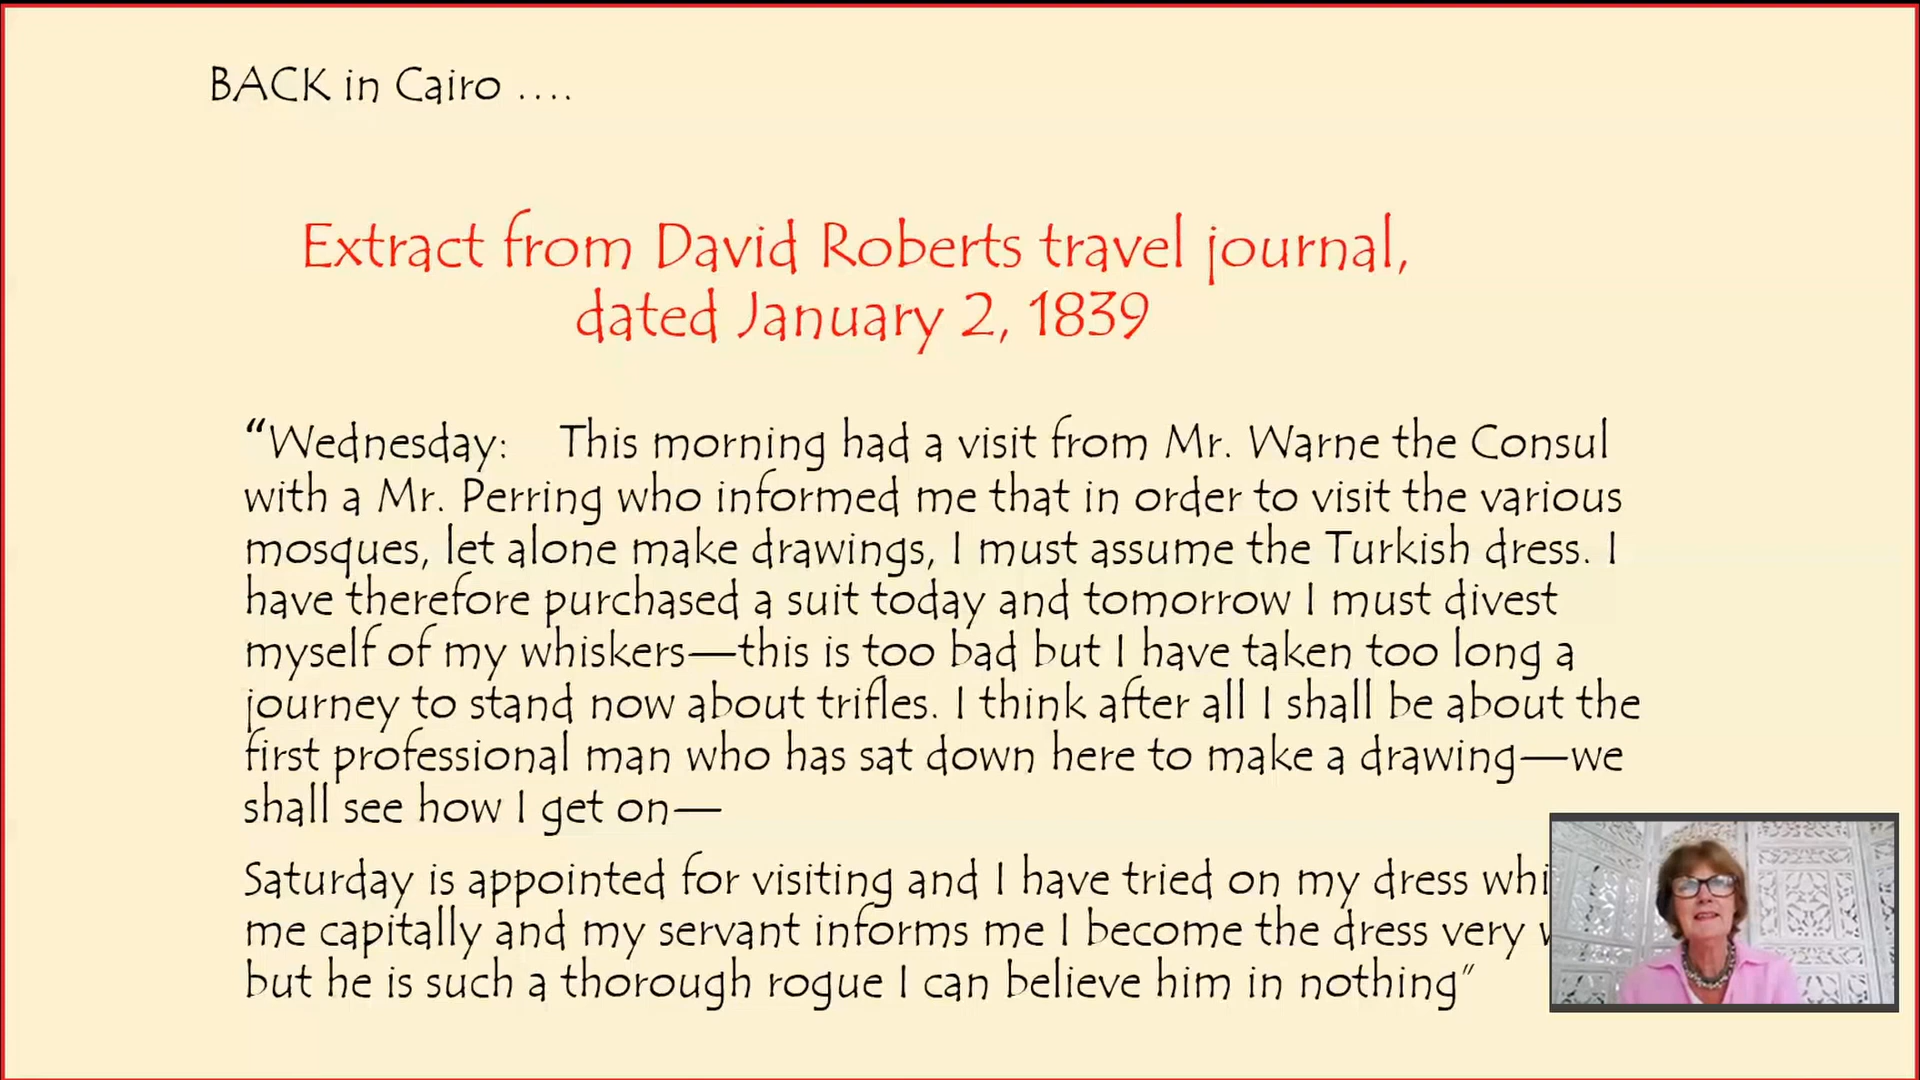 BACK in Cairo ....
Extract from David Roberts travel journal,
dated January 2, 1839
“Wednesday: This morning had a visit from Mr. Warne the Consul
with a Mr. Perring who informed me that in order to visit the various
mosques, let alone make drawings, I must assume the Turkish dress. I
have therefore purchased a suit today and tomorrow I must divest
myself of my whiskers—this is too bad but I have taken too long a
journey to stand now about trifles. I think after all I shall be about the
first professional man who has sat down here to make a drawing—we
shall see how I get on—
Saturday is appointed for visiting and I have tried on my dress
me capitally and my servant informs me I become the dress very
but he is such a thorough rogue I can believe him in nothing”